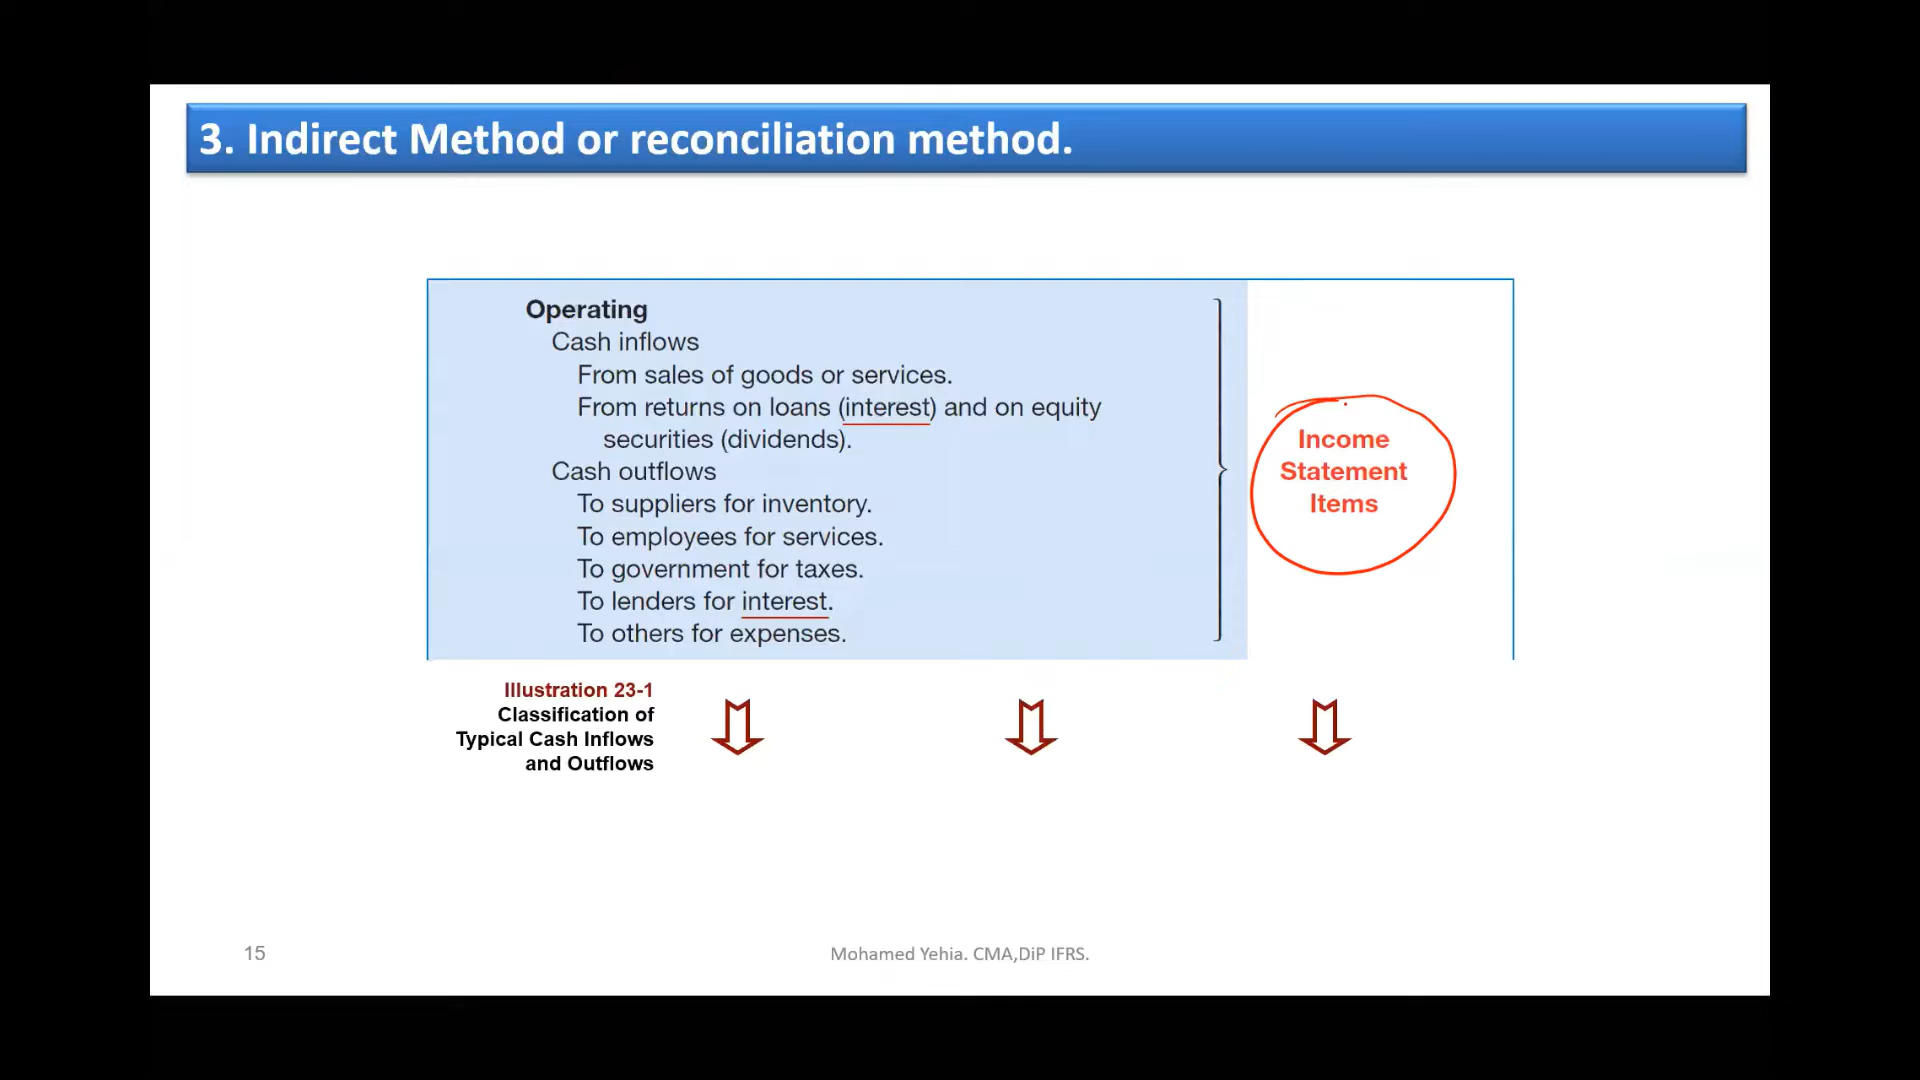 3. Indirect Method or reconciliation method.
Operating
Cash inflows
From sales of goods or services.
From returns on loans (interest) and on equity
securities (dividends).
Cash outflows
To suppliers for inventory.
To employees for services.
To government for taxes.
To lenders for interest.
To others for expenses.
Income
Statement
Items
Illustration 23-1
Classification of
Typical Cash Inflows
and Outflows
15
Mohamed Yehia. CMA,DiP IFRS.